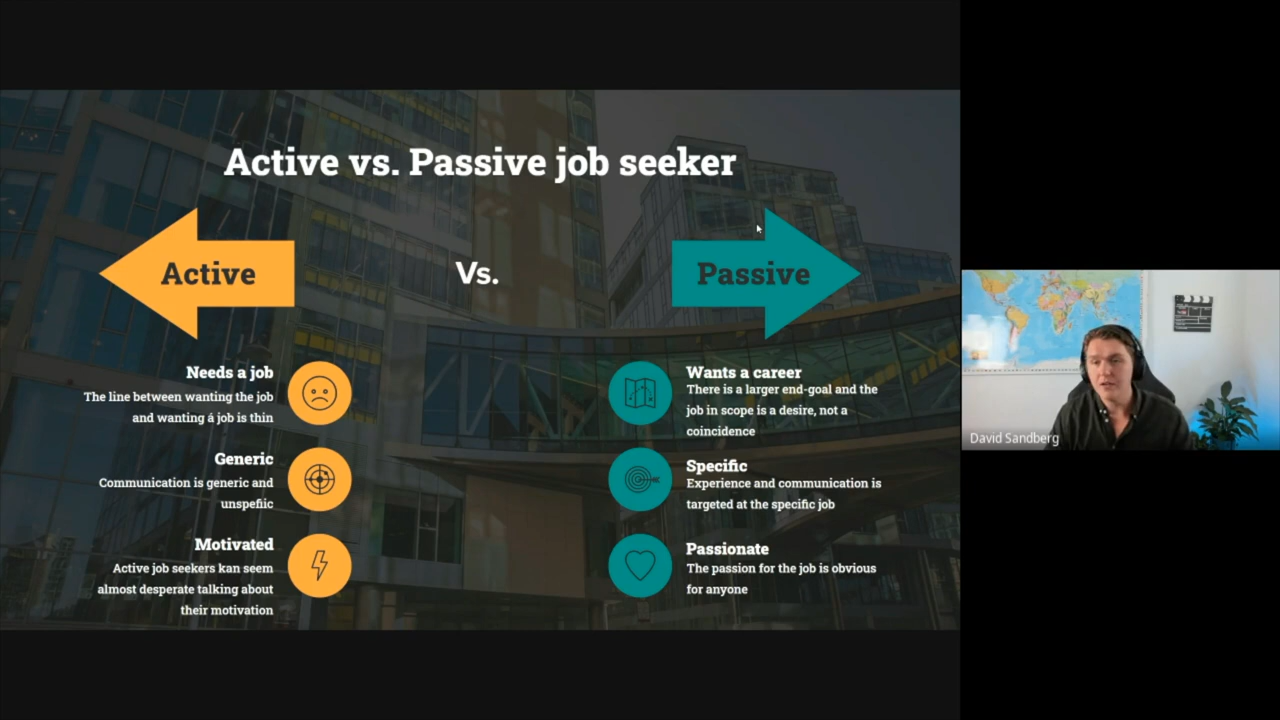 Active vs. Passive job seeker
Active
Vs.
Passive
Needs a job
The line between wanting the job
and wanting á job is thin
Generic
Communication is generic and
unspefiic
Motivated
Active job seekers kan seem
almost desperate talking about
their motivation
Wants a career
There is a larger end-goal and the
job in scope is a desire, not a
coincidence
Specific
Experience and communication is
targeted at the specific job
Passionate
The passion for the job is obvious
for anyone
David Sandberg